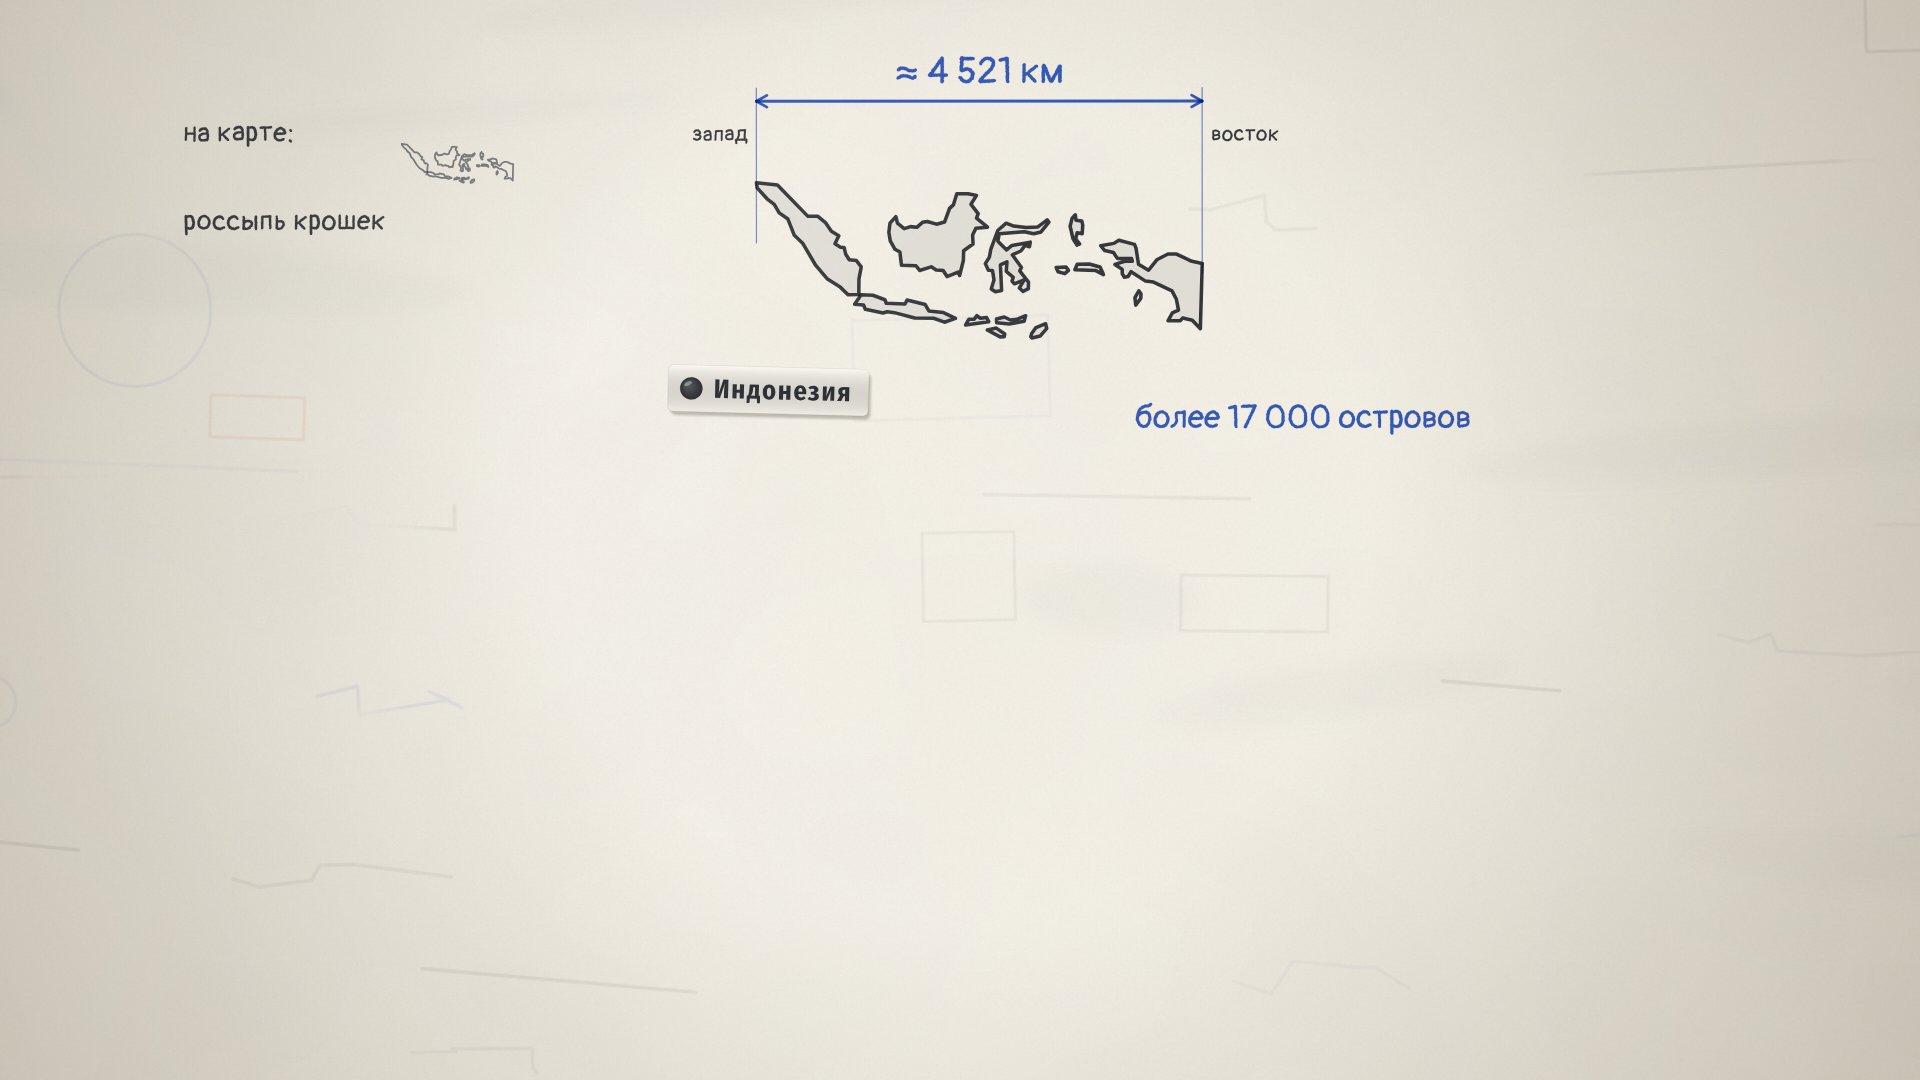 ≈ 4 521 км
на карте:
запад
восток
россыпь крошек
Индонезия
более 17 000 островов